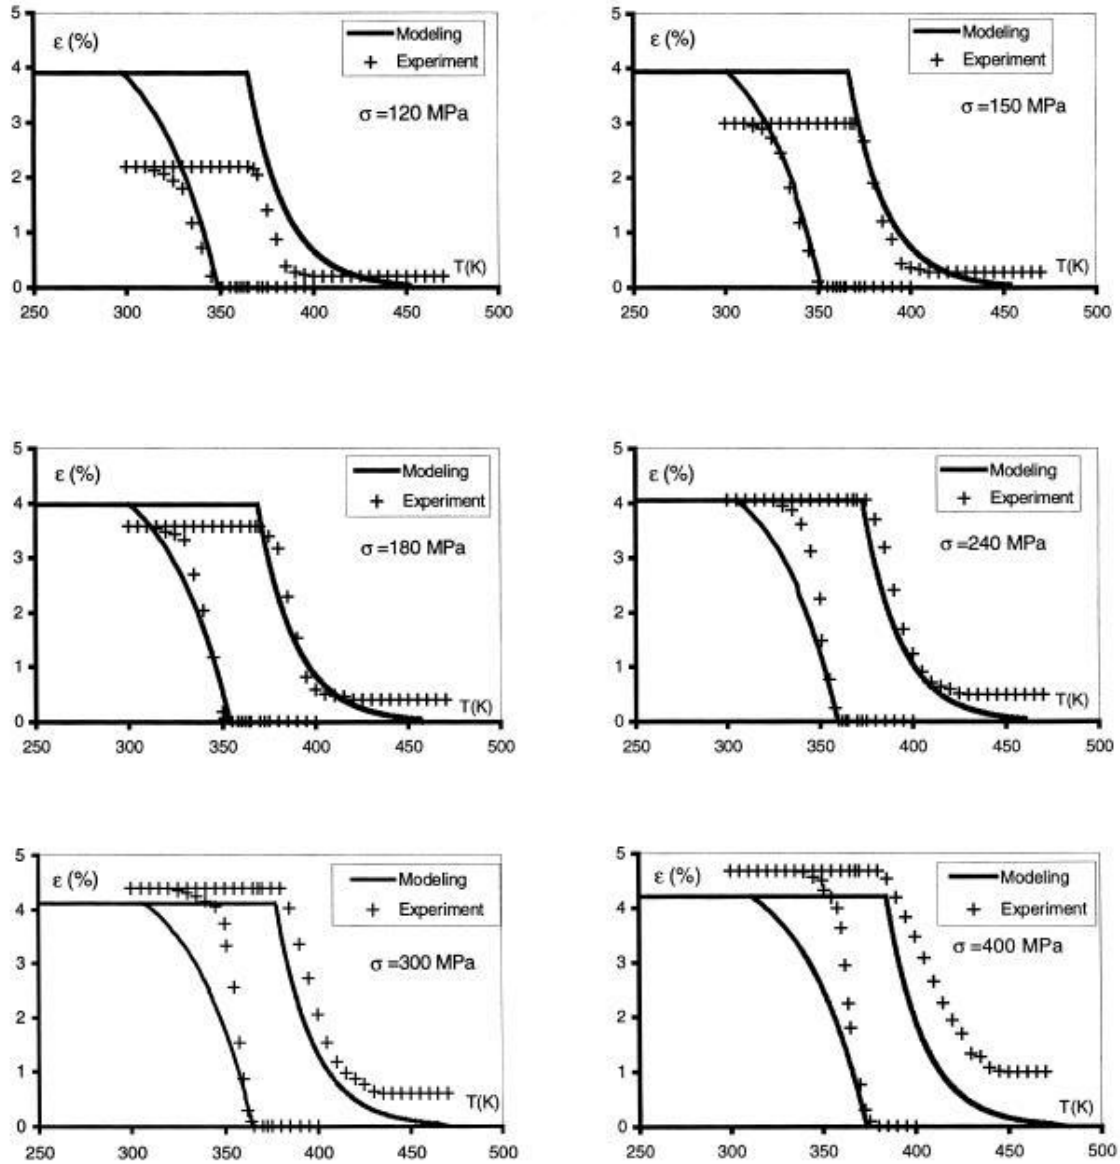 5
ε (%)
Modeling
Experiment
4
σ =120 MPa
3
2
1
T(K)
0
250 300 350 400 450 500
5
ε (%)
Modeling
Experiment
4
σ =150 MPa
3
2
1
T(K)
0
250 300 350 400 450 500
5
ε (%)
Modeling
Experiment
4
σ =180 MPa
3
2
1
T(K)
0
250 300 350 400 450 500
5
ε (%)
Modeling
Experiment
4
σ =240 MPa
3
2
1
T(K)
0
250 300 350 400 450 500
5
ε (%)
Modeling
Experiment
4
σ =300 MPa
3
2
1
T(K)
0
250 300 350 400 450 500
5
ε (%)
Modeling
Experiment
4
σ =400 MPa
3
2
1
T(K)
0
250 300 350 400 450 500